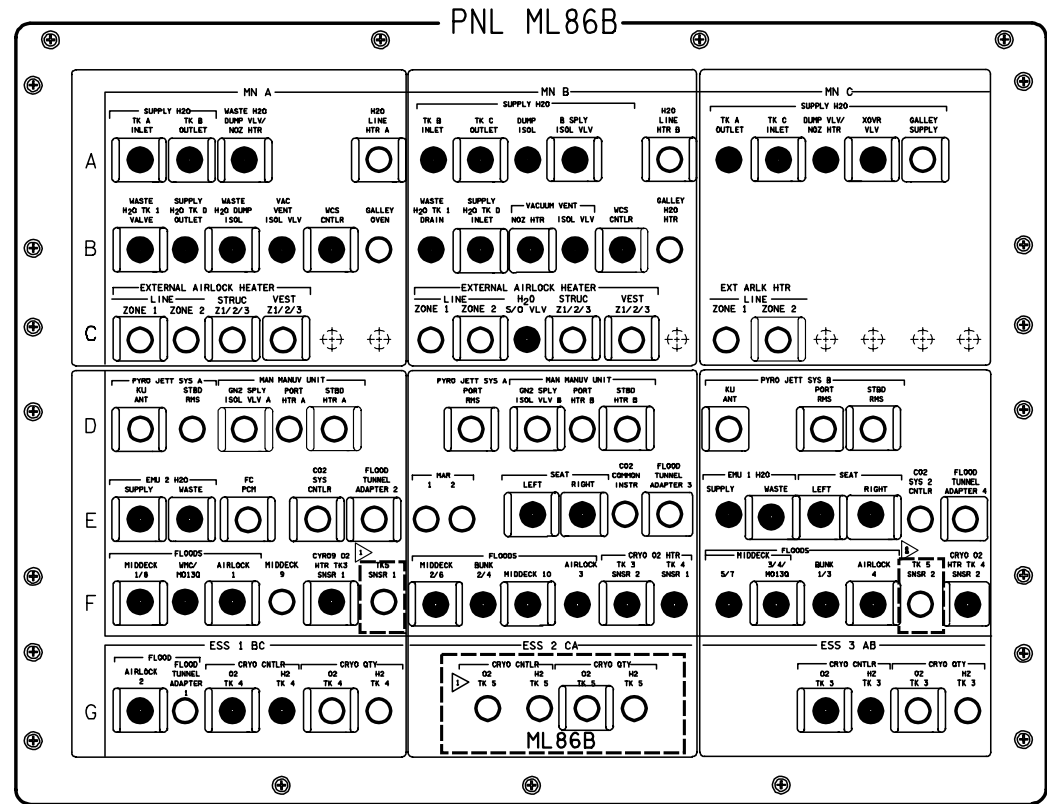 PNL ML86B
MN A MN B MN C
SUPPLY H2O WASTE H2O H2O SUPPLY H2O H2O SUPPLY H2O
TK A TK B DUMP VLV/ LINE TK B TK C DUMP B SPLY LINE TK A TK C DUMP VLV/ XOVR GALLEY
INLET OUTLET NOZ HTR HTR A INLET OUTLET ISOL ISOL VLV HTR B OUTLET INLET NOZ HTR VLV SUPPLY
A
WASTE SUPPLY WASTE VAC WASTE SUPPLY VACUUM VENT GALLEY
H2O TK 1 H2O TK D H2O DUMP VENT WCS GALLEY H2O TK 1 H2O TK D WCS H2O
VALVE OUTLET ISOL ISOL VLV CNTLR OVEN DRAIN INLET NOZ HTR ISOL VLV CNTLR HTR
B
EXTERNAL AIRLOCK HEATER EXTERNAL AIRLOCK HEATER EXT ARLK HTR
LINE STRUC VEST LINE H2O STRUC VEST LINE
ZONE 1 ZONE 2 Z1/2/3 Z1/2/3 ZONE 1 ZONE 2 S/O VLV Z1/2/3 Z1/2/3 ZONE 1 ZONE 2
C
PYRO JETT SYS A MAN MANUV UNIT PYRO JETT SYS A MAN MANUV UNIT PYRO JETT SYS B
KU STBD GN2 SPLY PORT STBD PORT GN2 SPLY PORT STBD KU PORT STBD
ANT RMS ISOL VLV A HTR A HTR A RMS ISOL VLV B HTR B HTR B ANT RMS RMS
D
EMU 2 H2O FC CO2 FLOOD MAR SEAT CO2 FLOOD EMU 1 H2O SEAT CO2 FLOOD
SUPPLY WASTE PCM SYS TUNNEL 1 2 LEFT RIGHT COMMON TUNNEL SUPPLY WASTE LEFT RIGHT SYS 2 TUNNEL
CNTLR ADAPTER 2 INSTR ADAPTER 3 CNTLR ADAPTER 4
E
1
FLOODS CYRO9 O2 FLOODS CRYO O2 HTR FLOODS
MIDDECK WMC/ AIRLOCK MIDDECK HTR TK3 TK5 MIDDECK BUNK AIRLOCK TK 3 TK 4 MIDDECK 3/4/ BUNK AIRLOCK TK 5 CRYO O2 HTR TK 4
1/8 MO13Q 1 9 SNSR 1 SNSR 1 2/6 2/4 MIDDECK 10 3 SNSR 2 SNSR 1 5/7 MO13Q 1/3 4 SNSR 2 SNSR 2
F
ESS 1 BC ESS 2 CA ESS 3 AB
FLOOD CRYO CNTLR CRYO QTY CRYO CNTLR CRYO QTY CRYO CNTLR CRYO QTY
AIRLOCK FLOOD TUNNEL O2 H2 O2 H2 1 O2 H2 O2 H2 O2 H2 O2 H2
2 ADAPTER 1 TK 4 TK 4 TK 4 TK 4 TK 5 TK 5 TK 5 TK 5 TK 3 TK 3 TK 3 TK 3
G
ML86B